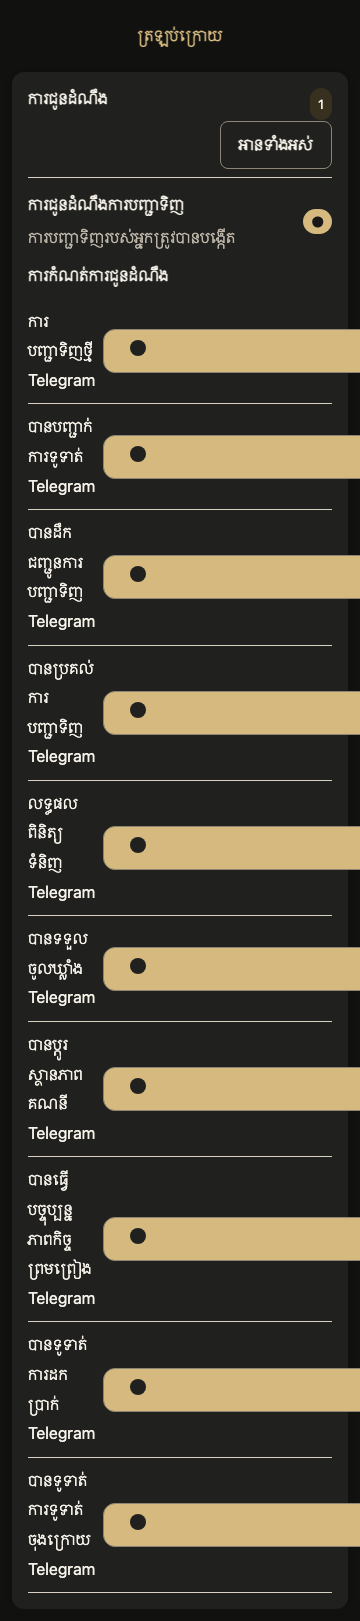 ត្រឡប់ក្រោយ
ការជូនដំណឹង
1
អានទាំងអស់
ការជូនដំណឹងការបញ្ជាទិញ
ការបញ្ជាទិញរបស់អ្នកត្រូវបានបង្កើត
ការកំណត់ការជូនដំណឹង
ការ
បញ្ជាទិញថ្មី
Telegram
បានបញ្ជាក់
ការទូទាត់
Telegram
បានដឹក
ជញ្ជូនការ
បញ្ជាទិញ
Telegram
បានប្រគល់
ការ
បញ្ជាទិញ
Telegram
លទ្ធផល
ពិនិត្យ
ទំនិញ
Telegram
បានទទួល
ចូលឃ្លាំង
Telegram
បានប្តូរ
ស្ថានភាព
គណនី
Telegram
បានធ្វើ
បច្ចុប្បន្ន
ភាពកិច្ច
ព្រមព្រៀង
Telegram
បានទូទាត់
ការដក
ប្រាក់
Telegram
បានទូទាត់
ការទូទាត់
ចុងក្រោយ
Telegram